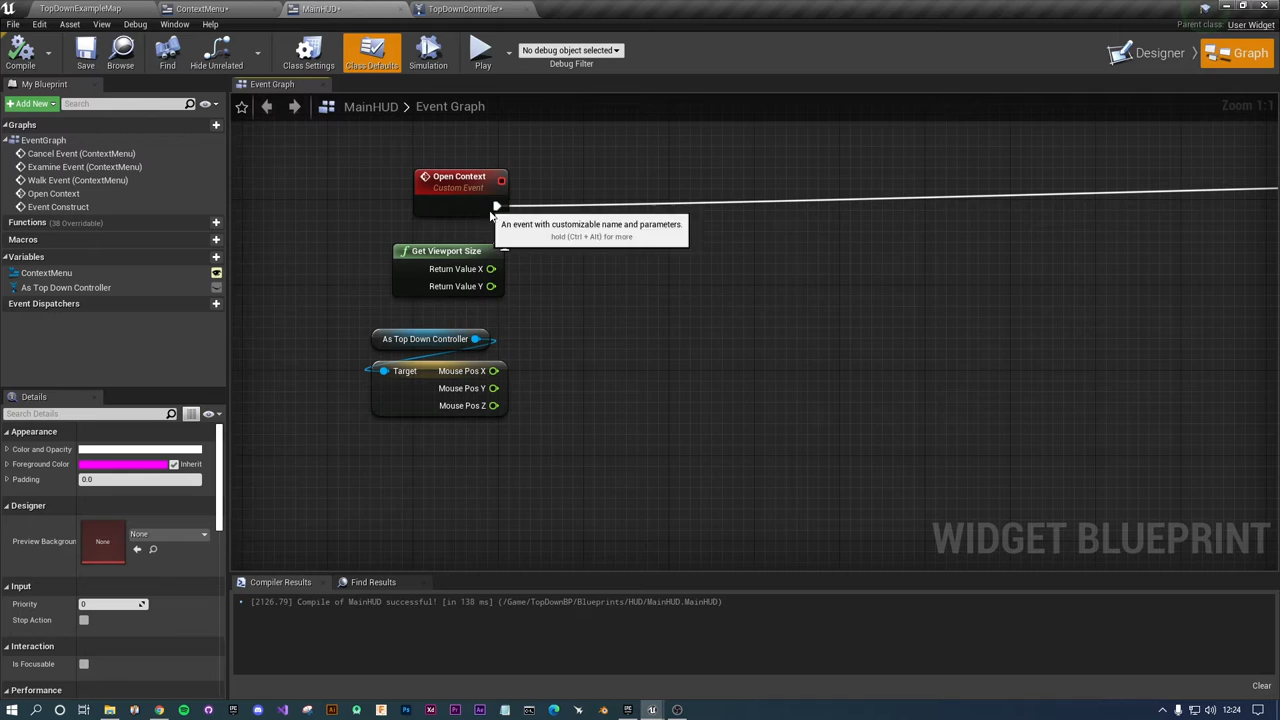 TopDownExampleMap
ContextMenu*
MainHUD*
TopDownController*
File Edit Asset View Debug Window Help
Parent class: User Widget
Compile
Save
Browse
Find
Hide Unrelated
Class Settings
Class Defaults
Simulation
Play
No debug object selected
Debug Filter
Designer
Graph
My Blueprint
Event Graph
Add New
Search
MainHUD > Event Graph
Zoom 1:1
Graphs
EventGraph
Cancel Event (ContextMenu)
Examine Event (ContextMenu)
Walk Event (ContextMenu)
Open Context
Event Construct
Functions (38 Overridable)
Macros
Variables
ContextMenu
As Top Down Controller
Event Dispatchers
Open Context
Custom Event
An event with customizable name and parameters.
hold (Ctrl + Alt) for more
Get Viewport Size
Return Value X
Return Value Y
As Top Down Controller
Target
Mouse Pos X
Mouse Pos Y
Mouse Pos Z
WIDGET BLUEPRINT
Details
Search Details
Appearance
Color and Opacity
Foreground Color
Inherit
Padding
0.0
Designer
Preview Backgroun
None
None
Input
Priority
0
Stop Action
Interaction
Is Focusable
Performance
Compiler Results
Find Results
[2126.79] Compile of MainHUD successful! [in 138 ms] (/Game/TopDownBP/Blueprints/HUD/MainHUD.MainHUD)
Clear
12:24